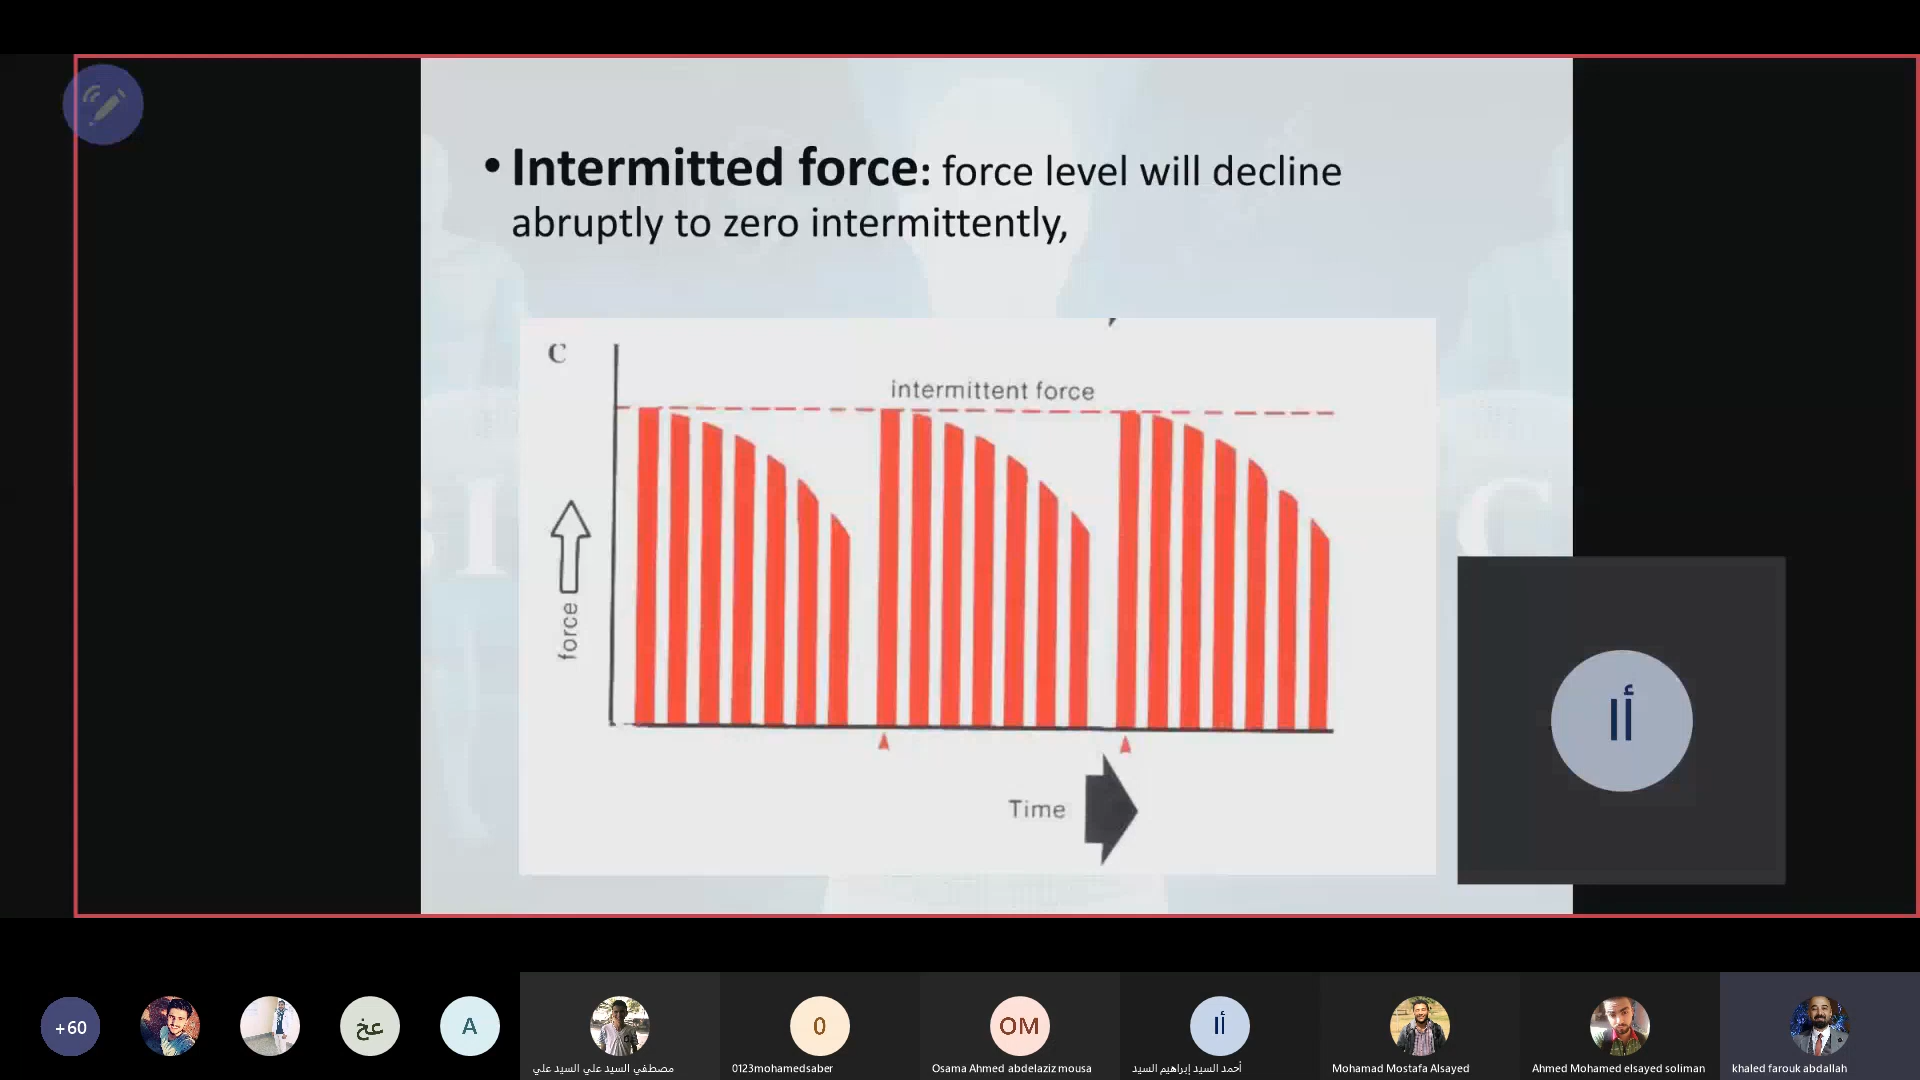 • Intermitted force: force level will decline
abruptly to zero intermittently,
C
intermittent force
force
Time
أا
+60
عخ
A
0
OM
أا
مصطفي السيد علي السيد علي
0123mohamedsaber
Osama Ahmed abdelaziz mousa
أحمد السيد إبراهيم السيد
Mohamad Mostafa Alsayed
Ahmed Mohamed elsayed soliman
khaled farouk abdallah